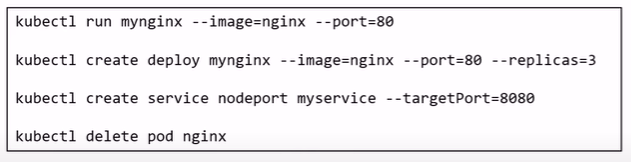 kubectl run mynginx --image=nginx --port=80
kubectl create deploy mynginx --image=nginx --port=80 --replicas=3
kubectl create service nodeport myservice --targetPort=8080
kubectl delete pod nginx